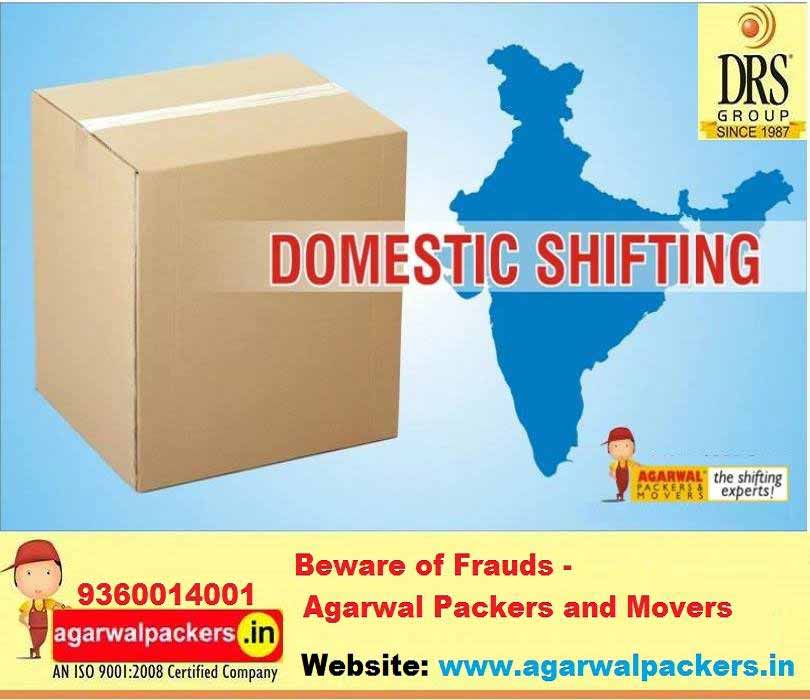 DRS
GROUP
SINCE 1987
DOMESTIC SHIFTING
AGARWAL
PACKERS &
MOVERS
the shifting
experts!
Beware of Frauds -
9360014001
Agarwal Packers and Movers
agarwalpackers.in
AN ISO 9001:2008 Certified Company
Website: www.agarwalpackers.in